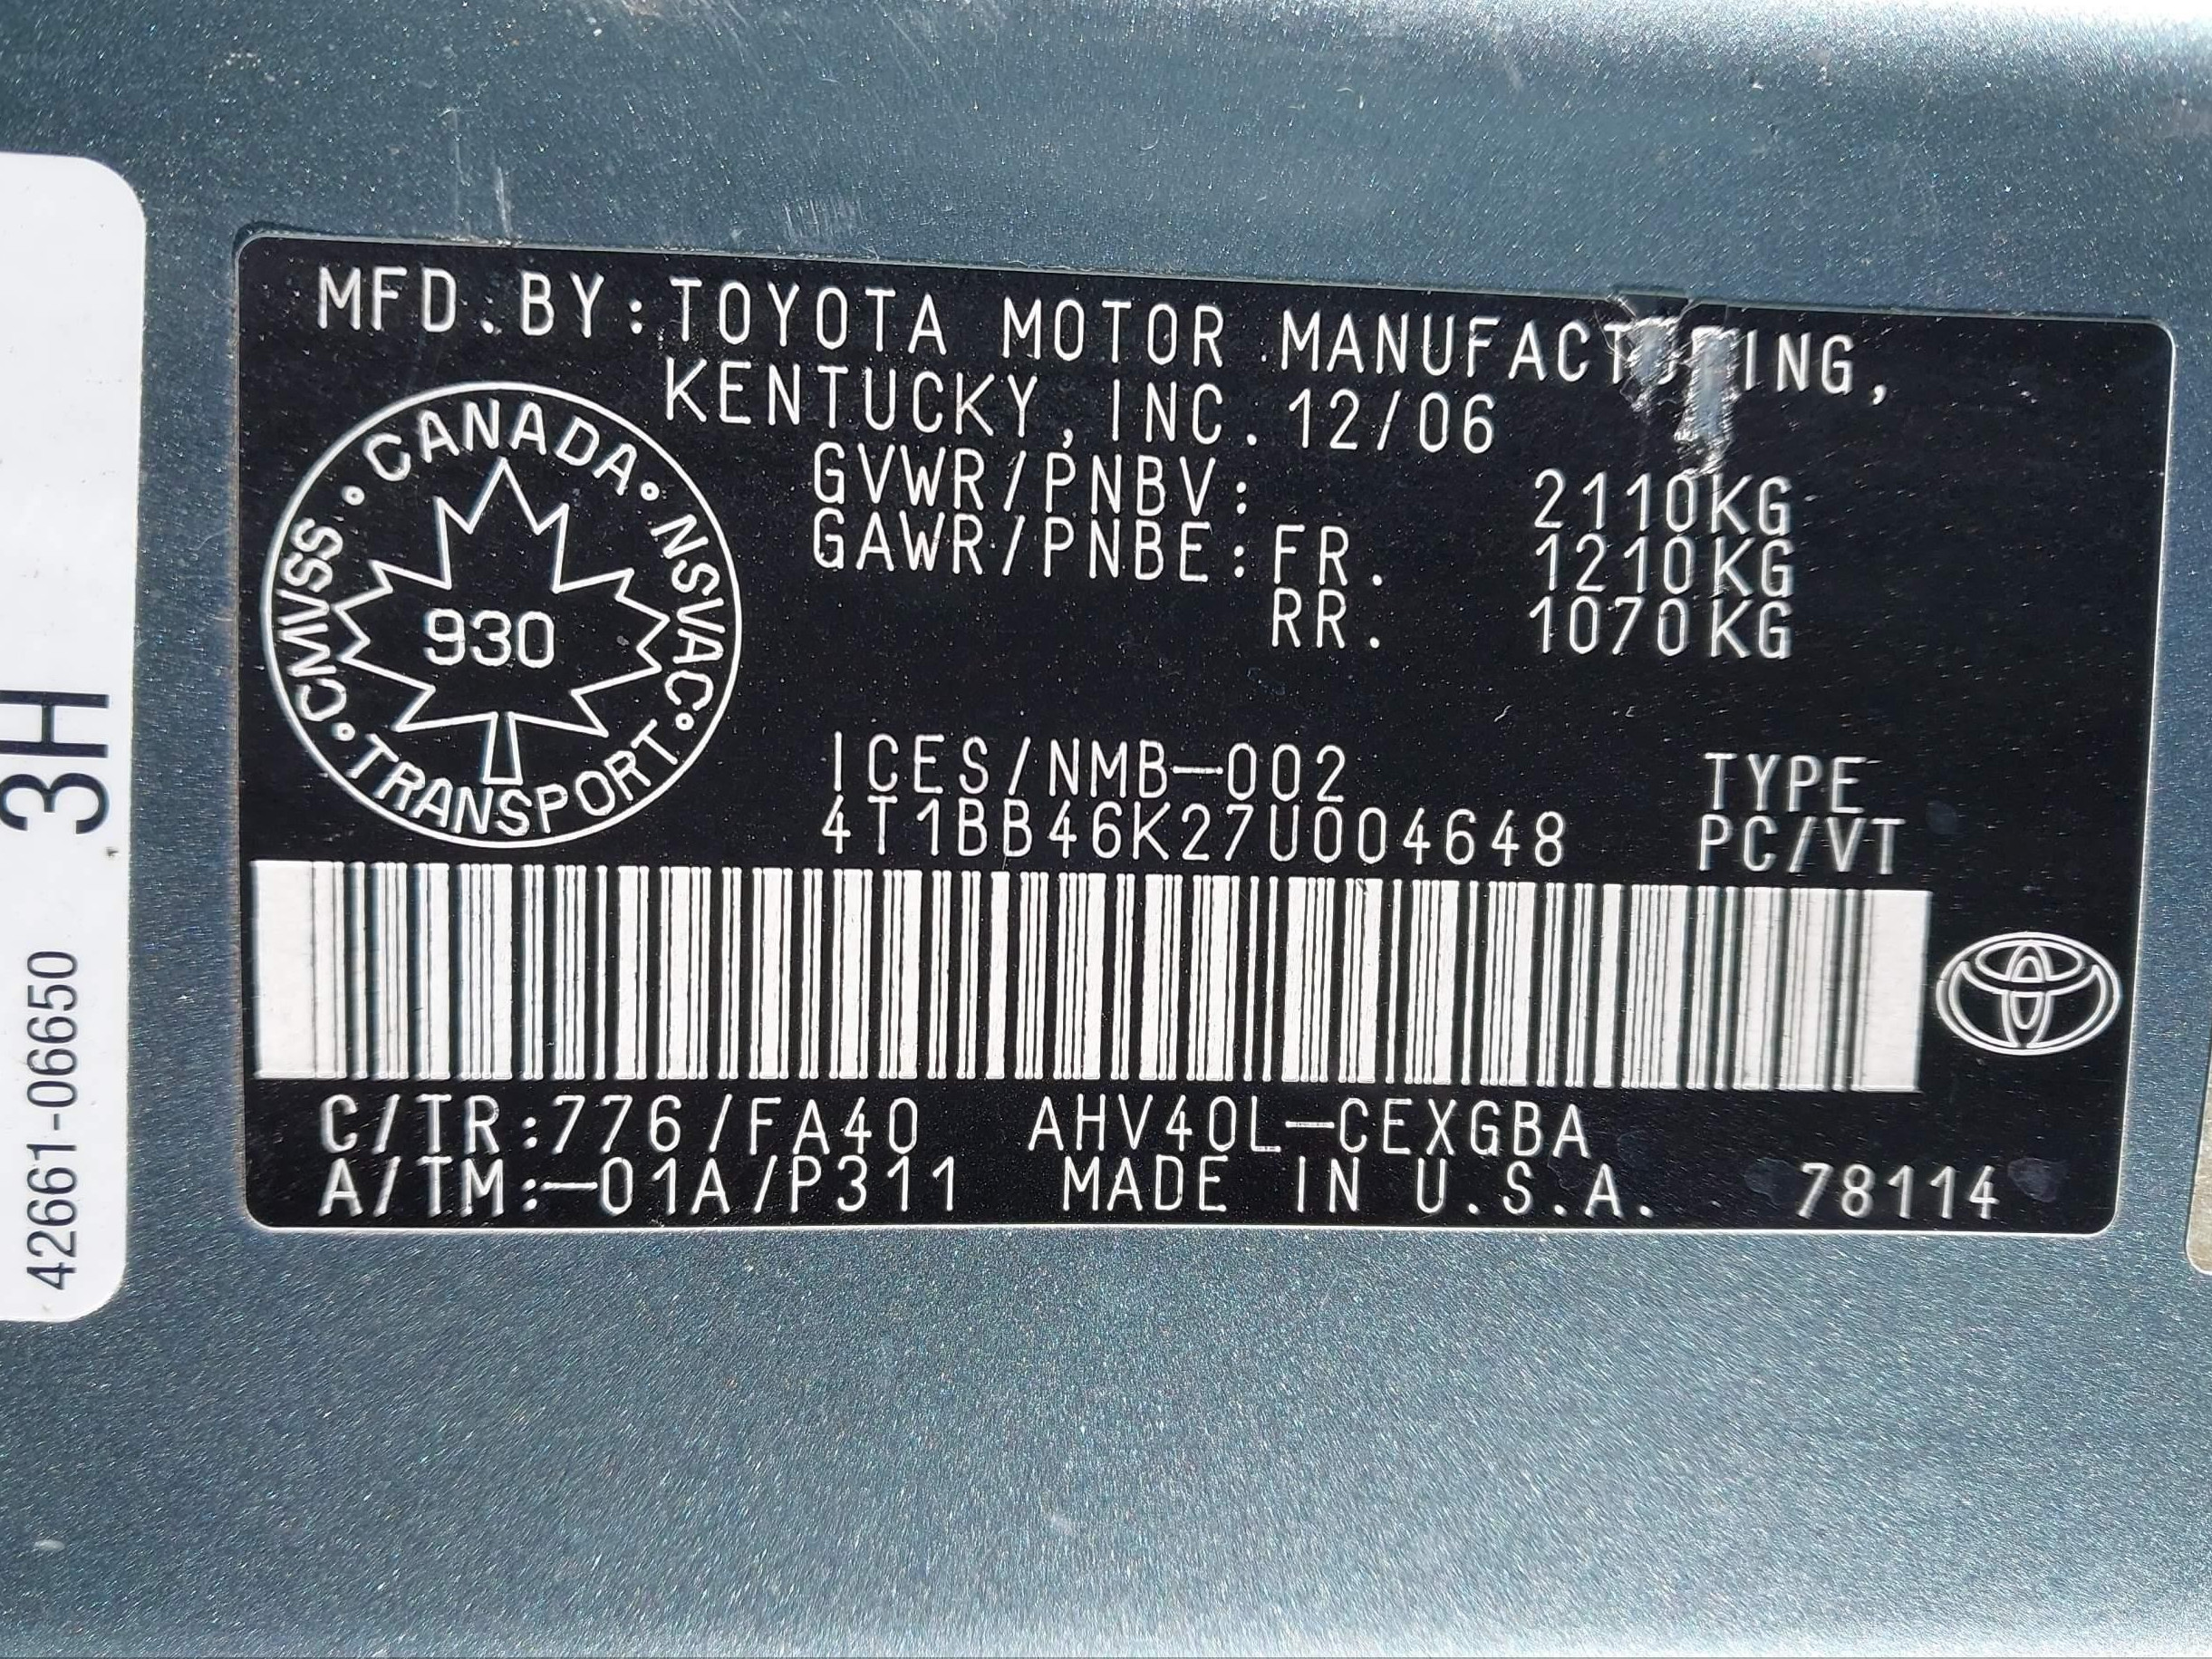 MFD.BY:TOYOTA MOTOR MANUFACTURING,
KENTUCKY, INC. 12/06
GVWR/PNBV: 2110KG
GAWR/PNBE:FR. 1210KG
RR. 1070KG
CANADA · NSVAC · TRANSPORT · CMVSS ·
930
ICES/NMB-002
TYPE
4T1BB46K27U004648
PC/VT
C/TR:776/FA40 AHV40L-CEXGBA
A/TM:-01A/P311 MADE IN U.S.A. 78114
3H
42661-06650